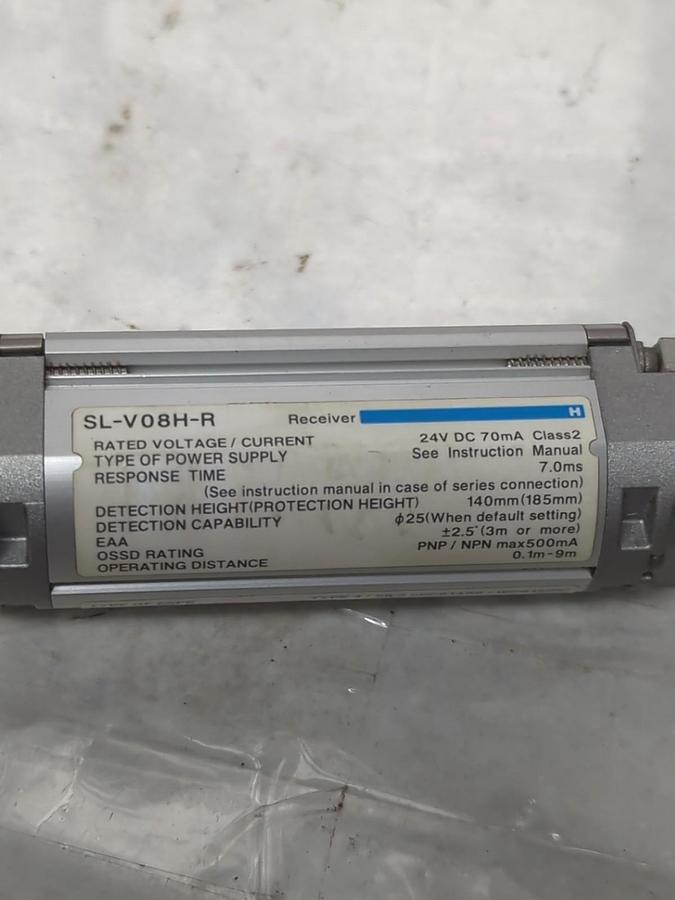 SL-V08H-R Receiver H
RATED VOLTAGE / CURRENT 24V DC 70mA Class2
TYPE OF POWER SUPPLY See Instruction Manual
RESPONSE TIME 7.0ms
(See instruction manual in case of series connection)
DETECTION HEIGHT(PROTECTION HEIGHT) 140mm(185mm)
DETECTION CAPABILITY ϕ25(When default setting)
EAA ±2.5°(3m or more)
OSSD RATING PNP / NPN max500mA
OPERATING DISTANCE 0.1m-9m